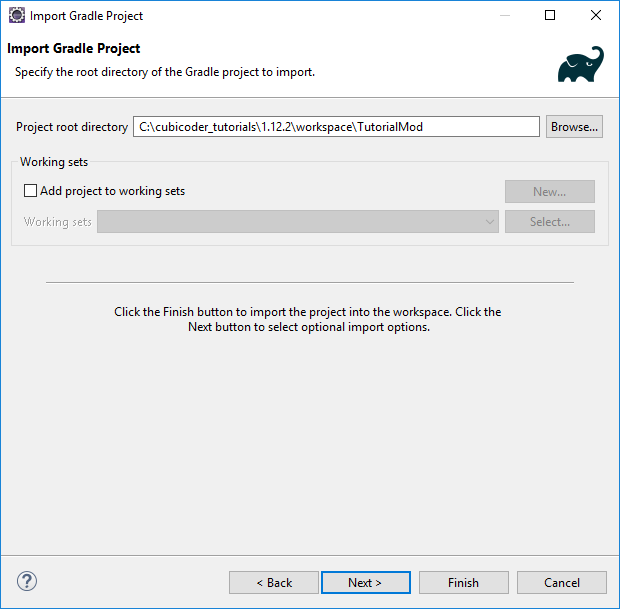 Import Gradle Project
Import Gradle Project
Specify the root directory of the Gradle project to import.
Project root directory C:\cubicoder_tutorials\1.12.2\workspace\TutorialMod Browse...
Working sets
Add project to working sets New...
Working sets Select...
Click the Finish button to import the project into the workspace. Click the
Next button to select optional import options.
? < Back Next > Finish Cancel